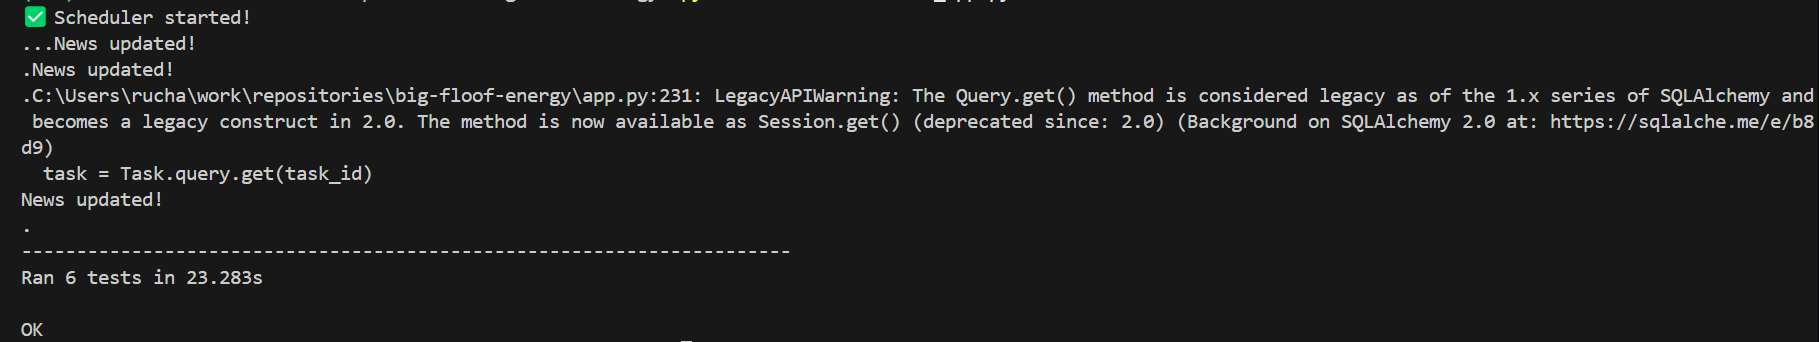 ✅ Scheduler started!
...News updated!
.News updated!
.C:\Users\rucha\work\repositories\big-floof-energy\app.py:231: LegacyAPIWarning: The Query.get() method is considered legacy as of the 1.x series of SQLAlchemy and
becomes a legacy construct in 2.0. The method is now available as Session.get() (deprecated since: 2.0) (Background on SQLAlchemy 2.0 at: https://sqlalche.me/e/b8
d9)
task = Task.query.get(task_id)
News updated!
.
----------------------------------------------------------------------
Ran 6 tests in 23.283s
OK